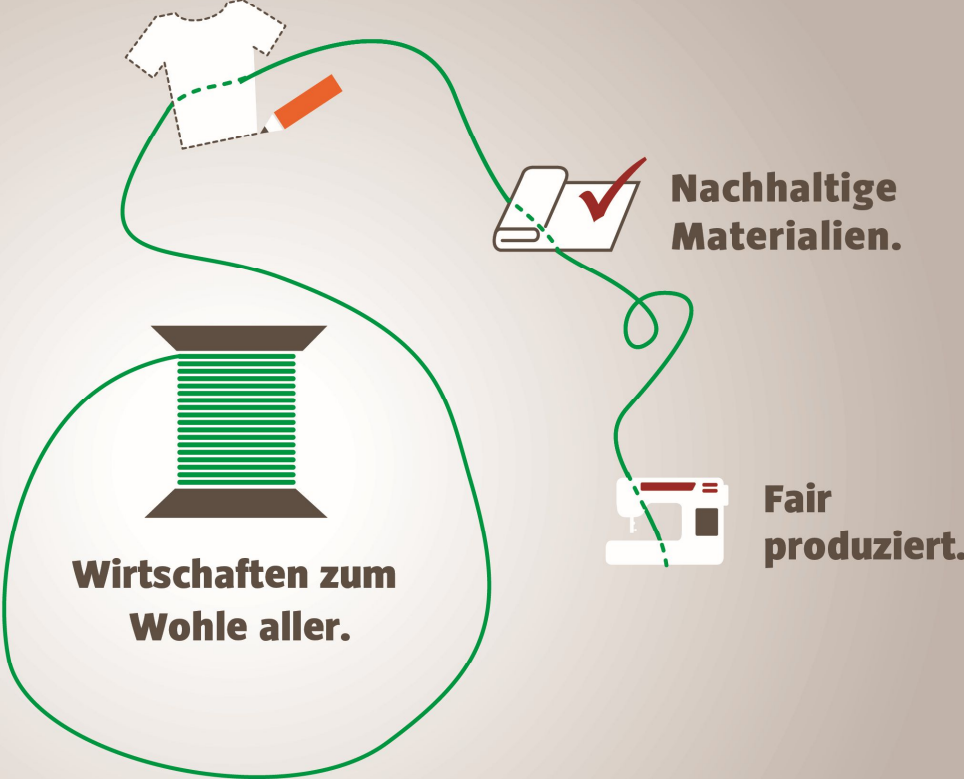 Nachhaltige
Materialien.
Fair
produziert.
Wirtschaften zum
Wohle aller.